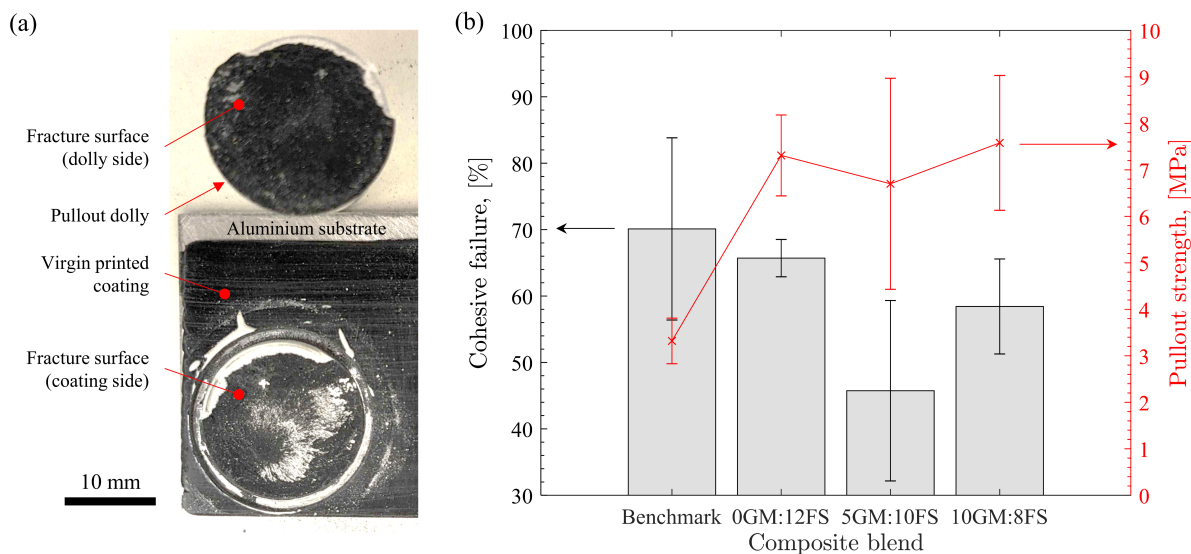 (a)
Fracture surface
(dolly side)
Pullout dolly
Aluminium substrate
Virgin printed
coating
Fracture surface
(coating side)
10 mm
(b)
Cohesive failure, [%]
100
90
80
70
60
50
40
30
Benchmark 0GM:12FS 5GM:10FS 10GM:8FS
Composite blend
10
9
8
7
6
5
4
3
2
1
0
Pullout strength, [MPa]